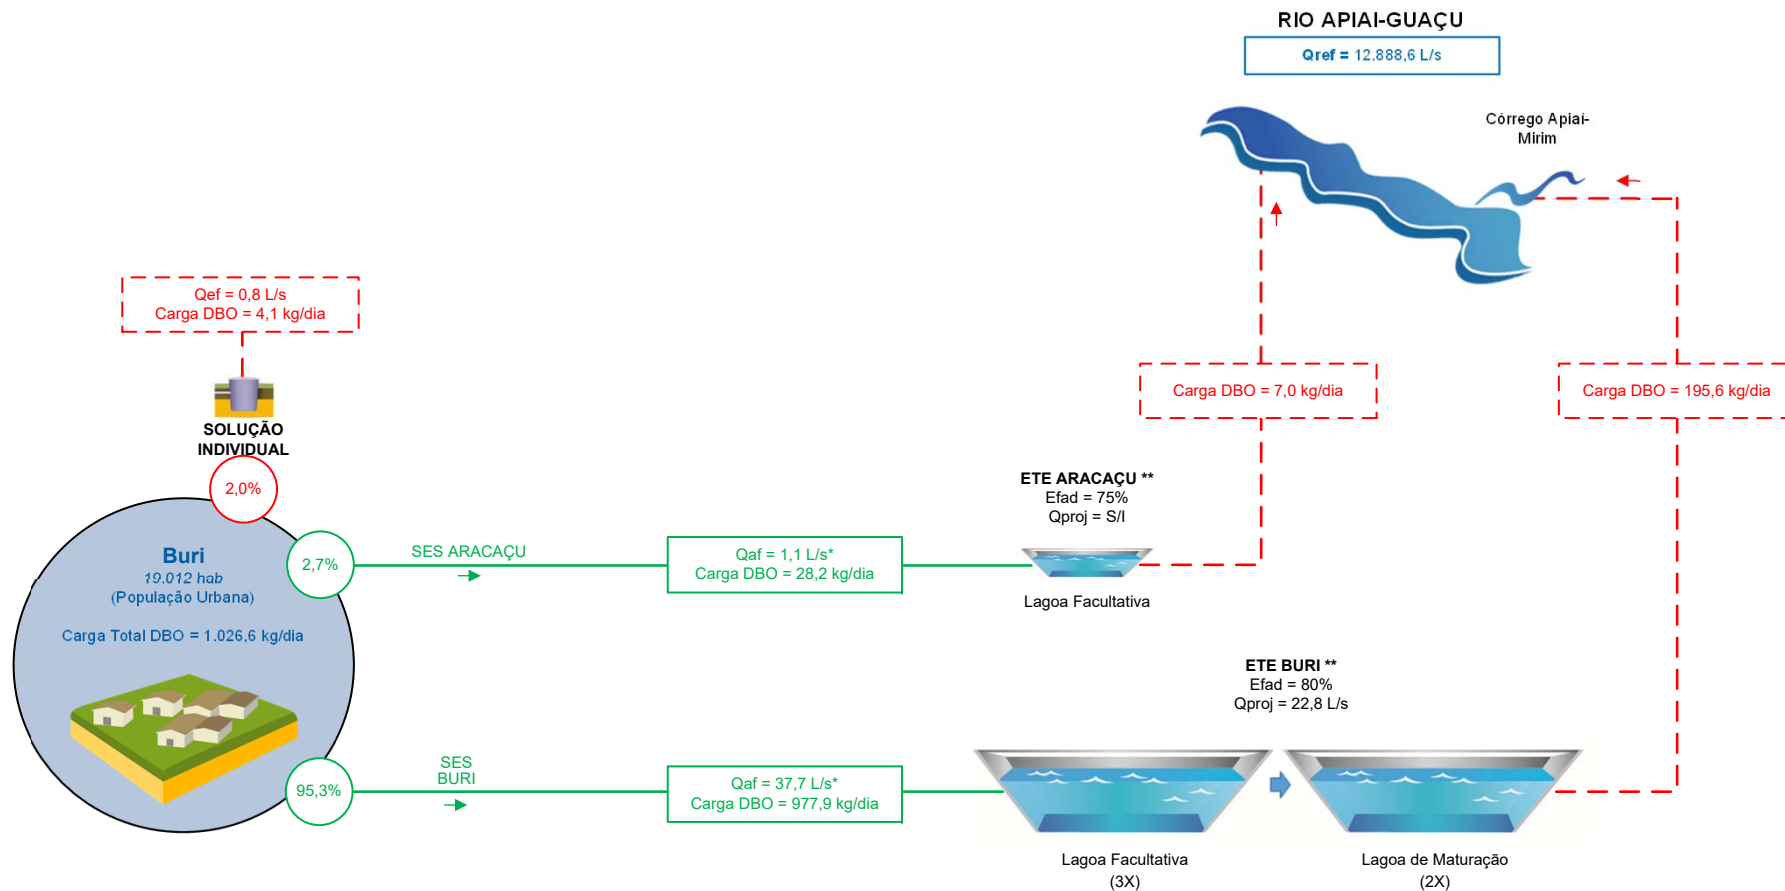 RIO APIAI-GUAÇU
Qref = 12.888,6 L/s
Córrego Apiaí-
Mirim
Qef = 0,8 L/s
Carga DBO = 4,1 kg/dia
SOLUÇÃO
INDIVIDUAL
2,0%
Carga DBO = 7,0 kg/dia
Carga DBO = 195,6 kg/dia
Buri
19.012 hab
(População Urbana)
Carga Total DBO = 1.026,6 kg/dia
2,7%
SES ARACAÇU
Qaf = 1,1 L/s*
Carga DBO = 28,2 kg/dia
ETE ARACAÇU **
Efad = 75%
Qproj = S/I
Lagoa Facultativa
95,3%
SES
BURI
Qaf = 37,7 L/s*
Carga DBO = 977,9 kg/dia
ETE BURI **
Efad = 80%
Qproj = 22,8 L/s
Lagoa Facultativa
(3X)
Lagoa de Maturação
(2X)